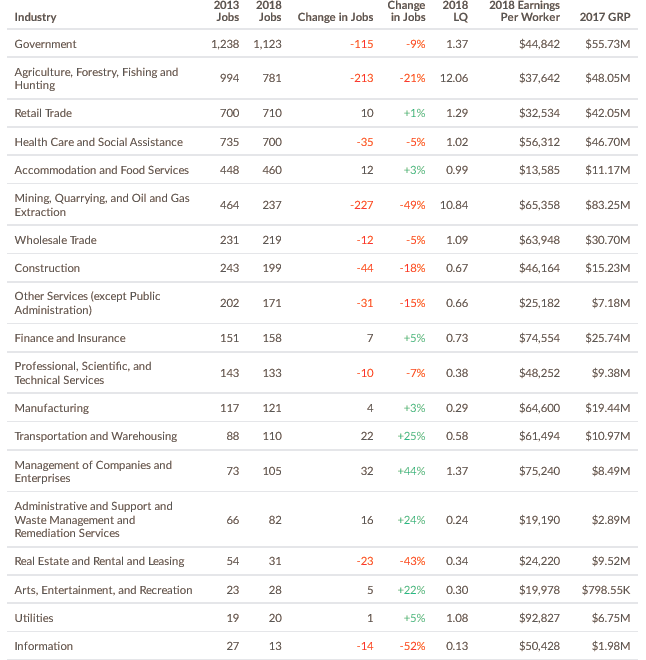 Industry 2013 Jobs 2018 Jobs Change in Jobs Change in Jobs 2018 LQ 2018 Earnings Per Worker 2017 GRP
Government 1,238 1,123 -115 -9% 1.37 $44,842 $55.73M
Agriculture, Forestry, Fishing and
Hunting 994 781 -213 -21% 12.06 $37,642 $48.05M
Retail Trade 700 710 10 +1% 1.29 $32,534 $42.05M
Health Care and Social Assistance 735 700 -35 -5% 1.02 $56,312 $46.70M
Accommodation and Food Services 448 460 12 +3% 0.99 $13,585 $11.17M
Mining, Quarrying, and Oil and Gas
Extraction 464 237 -227 -49% 10.84 $65,358 $83.25M
Wholesale Trade 231 219 -12 -5% 1.09 $63,948 $30.70M
Construction 243 199 -44 -18% 0.67 $46,164 $15.23M
Other Services (except Public
Administration) 202 171 -31 -15% 0.66 $25,182 $7.18M
Finance and Insurance 151 158 7 +5% 0.73 $74,554 $25.74M
Professional, Scientific, and
Technical Services 143 133 -10 -7% 0.38 $48,252 $9.38M
Manufacturing 117 121 4 +3% 0.29 $64,600 $19.44M
Transportation and Warehousing 88 110 22 +25% 0.58 $61,494 $10.97M
Management of Companies and
Enterprises 73 105 32 +44% 1.37 $75,240 $8.49M
Administrative and Support and
Waste Management and
Remediation Services 66 82 16 +24% 0.24 $19,190 $2.89M
Real Estate and Rental and Leasing 54 31 -23 -43% 0.34 $24,220 $9.52M
Arts, Entertainment, and Recreation 23 28 5 +22% 0.30 $19,978 $798.55K
Utilities 19 20 1 +5% 1.08 $92,827 $6.75M
Information 27 13 -14 -52% 0.13 $50,428 $1.98M